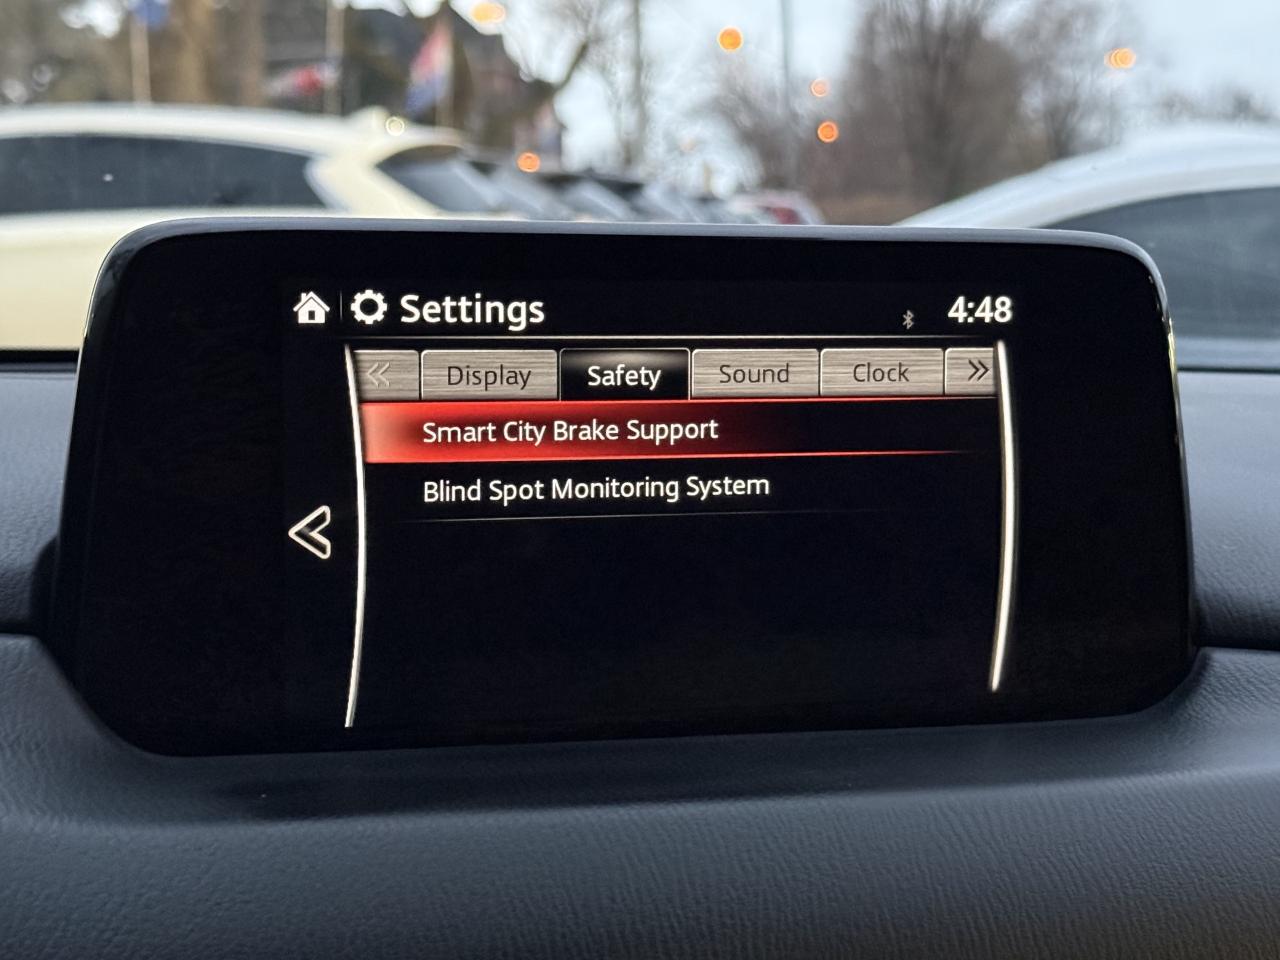 Settings 4:48
Display Safety Sound Clock
Smart City Brake Support
Blind Spot Monitoring System